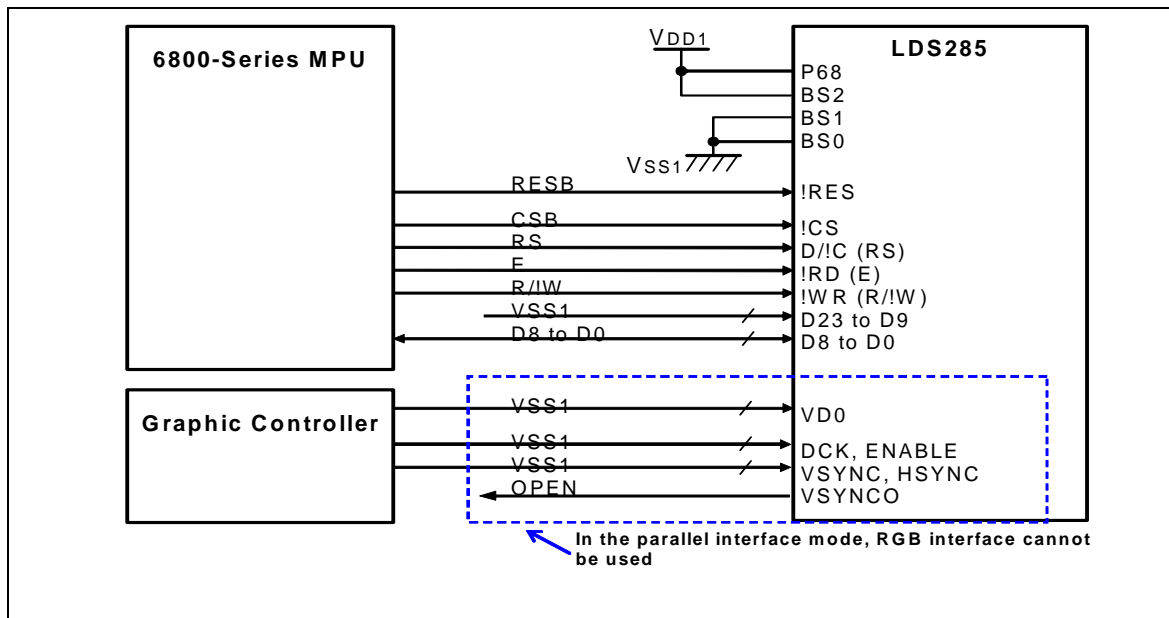 6800-Series MPU
VDD1
LDS285
P68
BS2
BS1
BS0
VSS1
RESB
!RES
CSB
!CS
RS
D/!C (RS)
E
!RD (E)
R/!W
!WR (R/!W)
VSS1
D23 to D9
D8 to D0
D8 to D0
Graphic Controller
VSS1
VD0
VSS1
DCK, ENABLE
VSS1
VSYNC, HSYNC
OPEN
VSYNCO
In the parallel interface mode, RGB interface cannot
be used